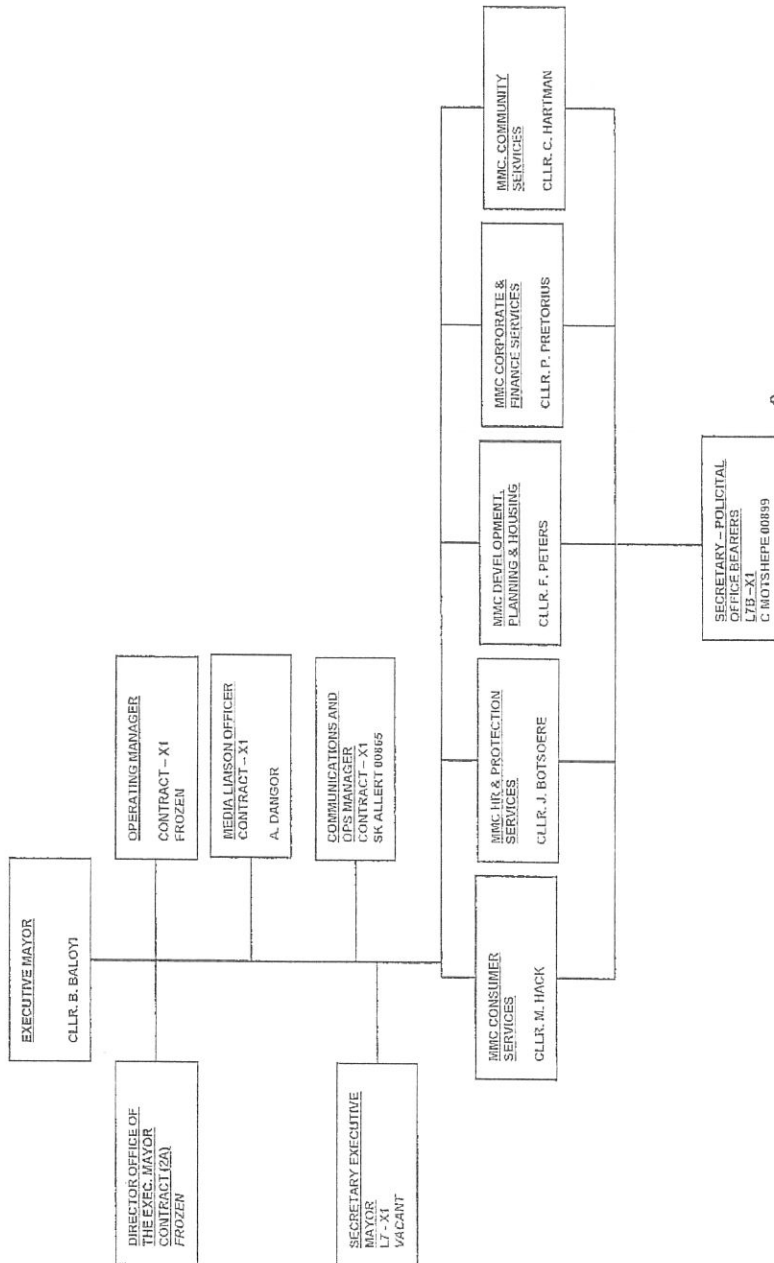 EXECUTIVE MAYOR
CLLR. B. BALOYI
DIRECTOR OFFICE OF
THE EXEC. MAYOR
CONTRACT (2A)
FROZEN
OPERATING MANAGER
CONTRACT – X1
FROZEN
MEDIA LIAISON OFFICER
CONTRACT – X1
A. DANGOR
SECRETARY EXECUTIVE
MAYOR
L7 - X1
VACANT
COMMUNICATIONS AND
OPS MANAGER
CONTRACT – X1
SK ALLERT 00865
MMC CONSUMER
SERVICES
CLLR. M. HACK
MMC HR & PROTECTION
SERVICES
CLLR. J. BOTSOERE
MMC DEVELOPMENT,
PLANNING & HOUSING
CLLR. F. PETERS
MMC CORPORATE &
FINANCE SERVICES
CLLR. P. PRETORIUS
MMC. COMMUNITY
SERVICES
CLLR. C. HARTMAN
SECRETARY – POLICITAL
OFFICE BEARERS
L7B –X1
C MOTSHEPE 00899